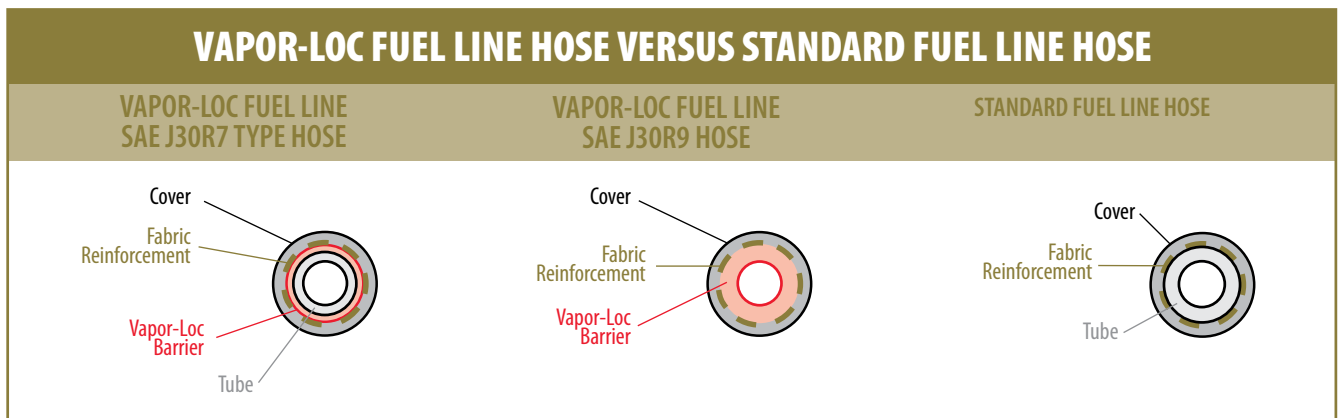 VAPOR-LOC FUEL LINE HOSE VERSUS STANDARD FUEL LINE HOSE
VAPOR-LOC FUEL LINE
SAE J30R7 TYPE HOSE
VAPOR-LOC FUEL LINE
SAE J30R9 HOSE
STANDARD FUEL LINE HOSE
Cover
Fabric
Reinforcement
Vapor-Loc
Barrier
Tube
Cover
Fabric
Reinforcement
Vapor-Loc
Barrier
Cover
Fabric
Reinforcement
Tube